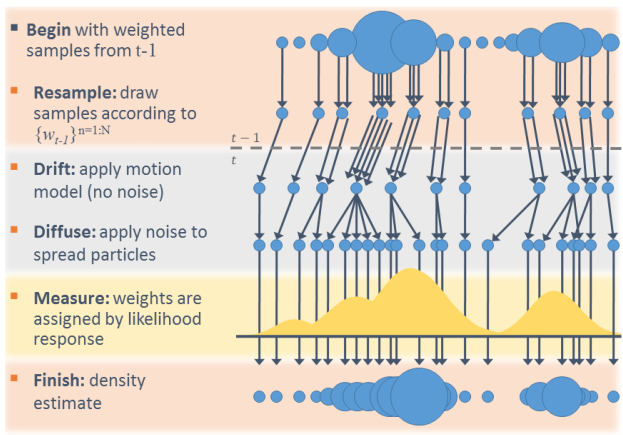 Begin with weighted
samples from t-1
Resample: draw
samples according to
{w_{t-1}}^{n=1:N}
t − 1
t
Drift: apply motion
model (no noise)
Diffuse: apply noise to
spread particles
Measure: weights are
assigned by likelihood
response
Finish: density
estimate